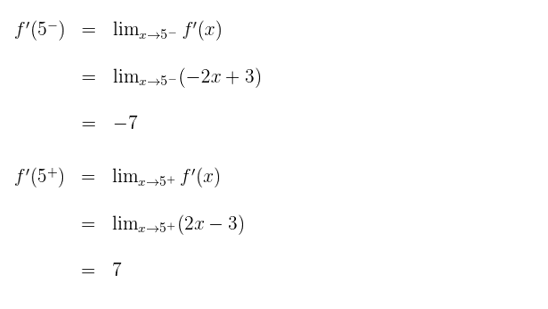 f′(5⁻) = lim_{x→5⁻} f′(x)
= lim_{x→5⁻}(−2x + 3)
= −7
f′(5⁺) = lim_{x→5⁺} f′(x)
= lim_{x→5⁺}(2x − 3)
= 7